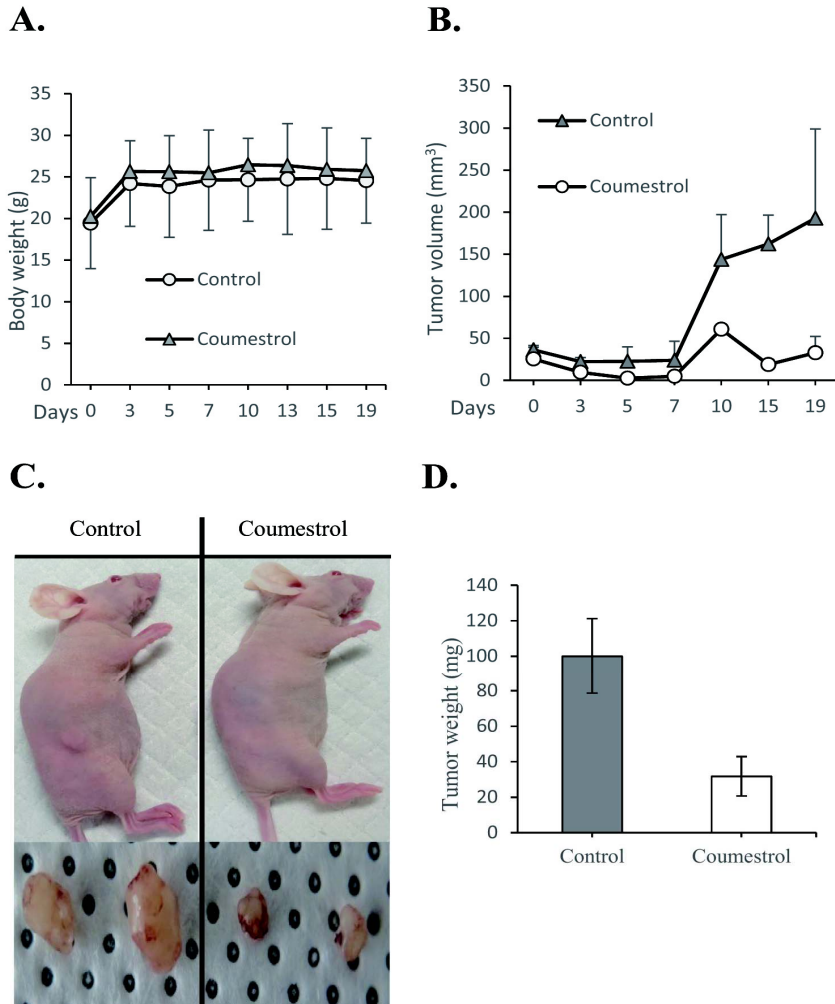 A.
35
30
25
20
15
10
5
0
Body weight (g)
Control
Coumestrol
Days 0 3 5 7 10 13 15 19
B.
350
300
250
200
150
100
50
0
Tumor volume (mm³)
Control
Coumestrol
Days 0 3 5 7 10 15 19
C.
Control Coumestrol
D.
140
120
100
80
60
40
20
0
Tumor weight (mg)
Control Coumestrol